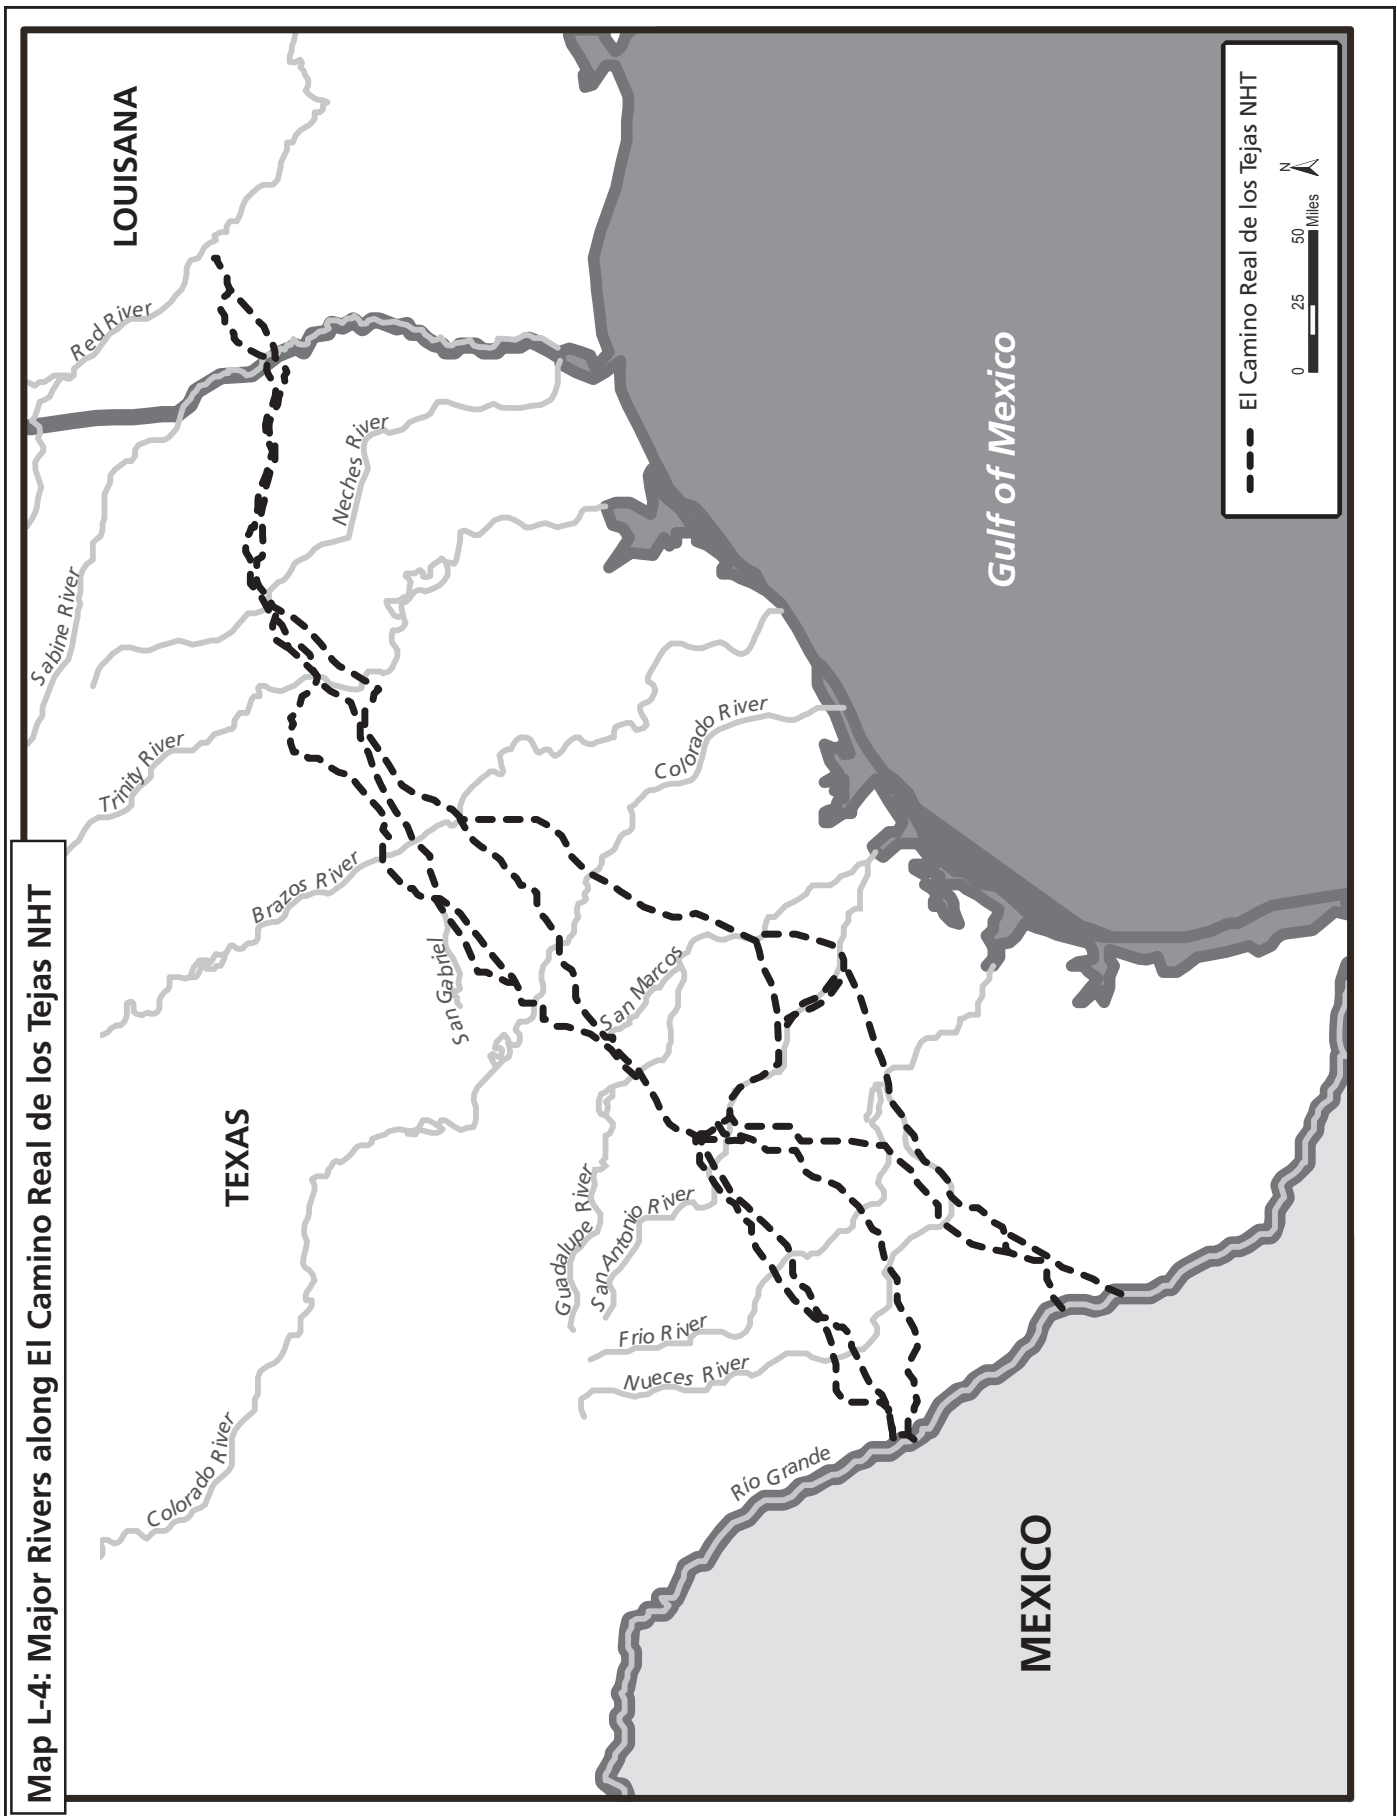 Map L-4: Major Rivers along El Camino Real de los Tejas NHT
Colorado River
TEXAS
Brazos River
Trinity River
Sabine River
Red River
LOUISANA
San Gabriel
Neches River
Guadalupe River
San Antonio River
San Marcos
Colorado River
Frio River
Nueces River
Río Grande
MEXICO
Gulf of Mexico
El Camino Real de los Tejas NHT
0 25 50 Miles
N